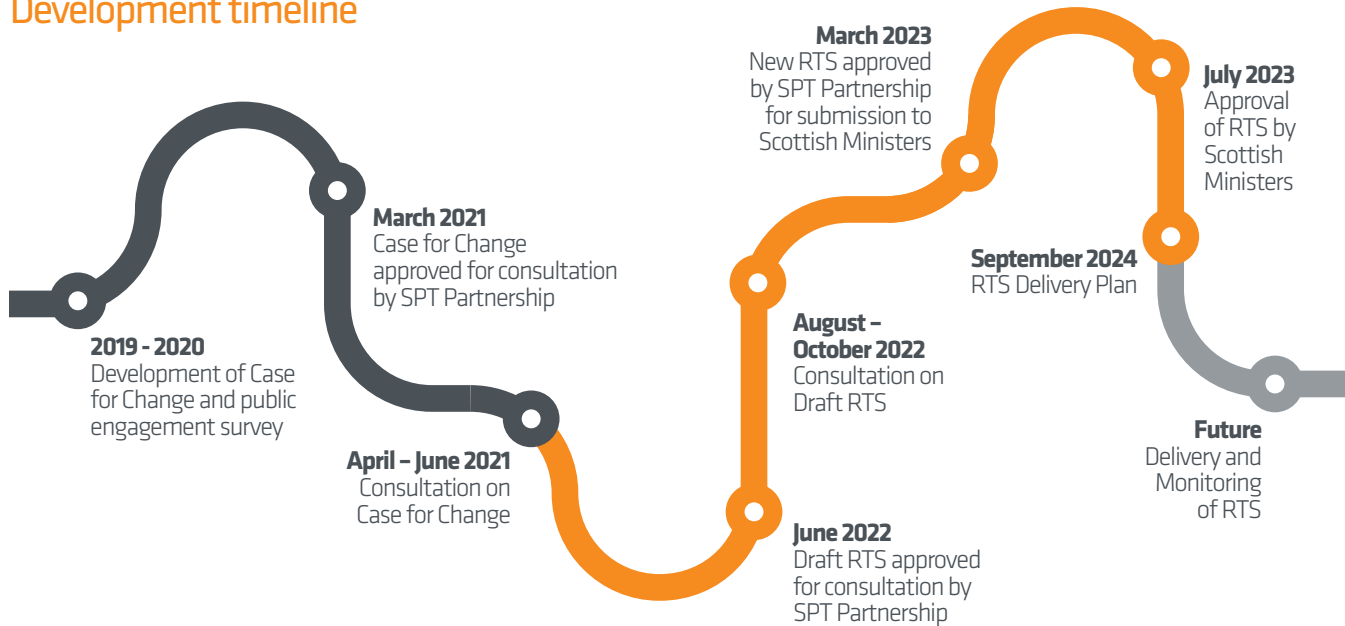 Development timeline
2019 - 2020
Development of Case
for Change and public
engagement survey
March 2021
Case for Change
approved for consultation
by SPT Partnership
April – June 2021
Consultation on
Case for Change
June 2022
Draft RTS approved
for consultation by
SPT Partnership
August –
October 2022
Consultation on
Draft RTS
March 2023
New RTS approved
by SPT Partnership
for submission to
Scottish Ministers
July 2023
Approval
of RTS by
Scottish
Ministers
September 2024
RTS Delivery Plan
Future
Delivery and
Monitoring
of RTS